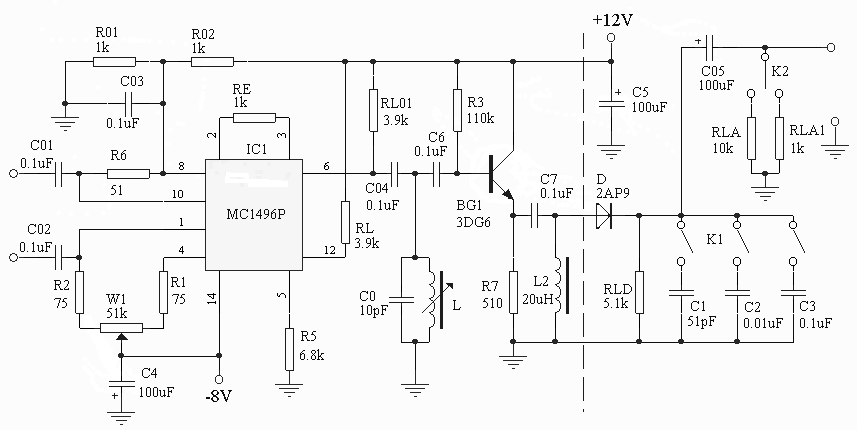 +12V
R01
1k
R02
1k
C03
0.1uF
RE
1k
2
3
IC1
RL01
3.9k
R3
110k
C5
100uF
C05
100uF
K2
RLA
10k
RLA1
1k
C01
0.1uF
R6
51
8
10
1
4
6
12
14
5
MC1496P
C04
0.1uF
C6
0.1uF
BG1
3DG6
C7
0.1uF
D
2AP9
C02
0.1uF
RL
3.9k
R2
75
W1
51k
R1
75
C0
10pF
L
R7
510
L2
20uH
RLD
5.1k
K1
C1
51pF
C2
0.01uF
C3
0.1uF
R5
6.8k
C4
100uF
-8V
+
+
+